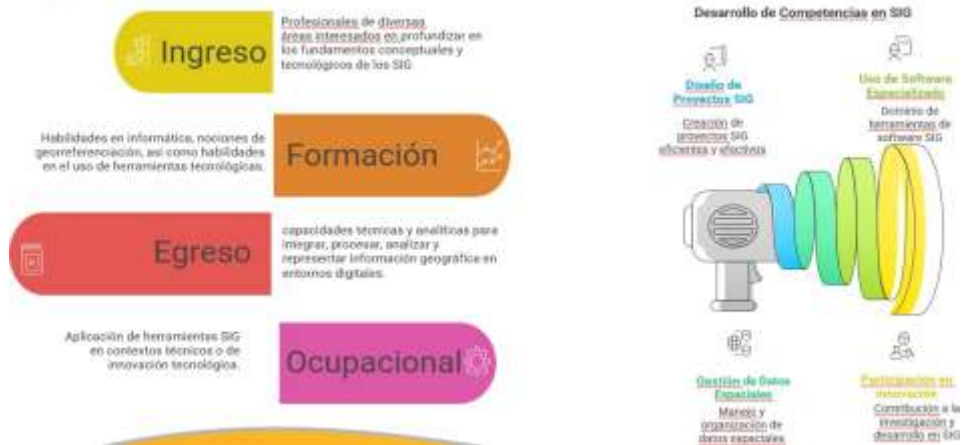 Ingreso
Profesionales de diversas
áreas interesados en profundizar en
los fundamentos conceptuales y
tecnológicos de los SIG
Habilidades en informática, nociones de
georreferenciación, así como habilidades
en el uso de herramientas tecnológicas.
Formación
Egreso
capacidades técnicas y analíticas para
integrar, procesar, analizar y
representar información geográfica en
entornos digitales.
Aplicación de herramientas SIG
en contextos técnicos o de
innovación tecnológica.
Ocupacional
Desarrollo de Competencias en SIG
Diseño de
Proyectos SIG
Creación de
proyectos SIG
eficientes y efectivos
Uso de Software
Especializado
Dominio de
herramientas de
software SIG
Gestión de Datos
Espaciales
Manejo y
organización de
datos espaciales
Participación en
innovación
Contribución a la
investigación y
desarrollo en SIG